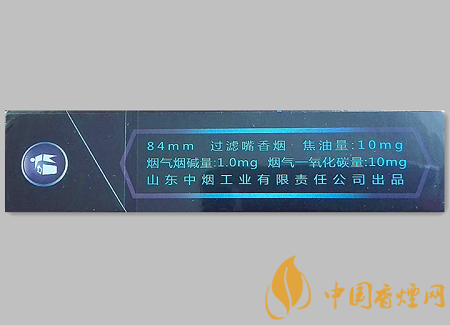 84mm 过滤嘴香烟·焦油量:10mg
烟气烟碱量:1.0mg 烟气一氧化碳量:10mg
山东中烟工业有限责任公司出品
中国香煙网